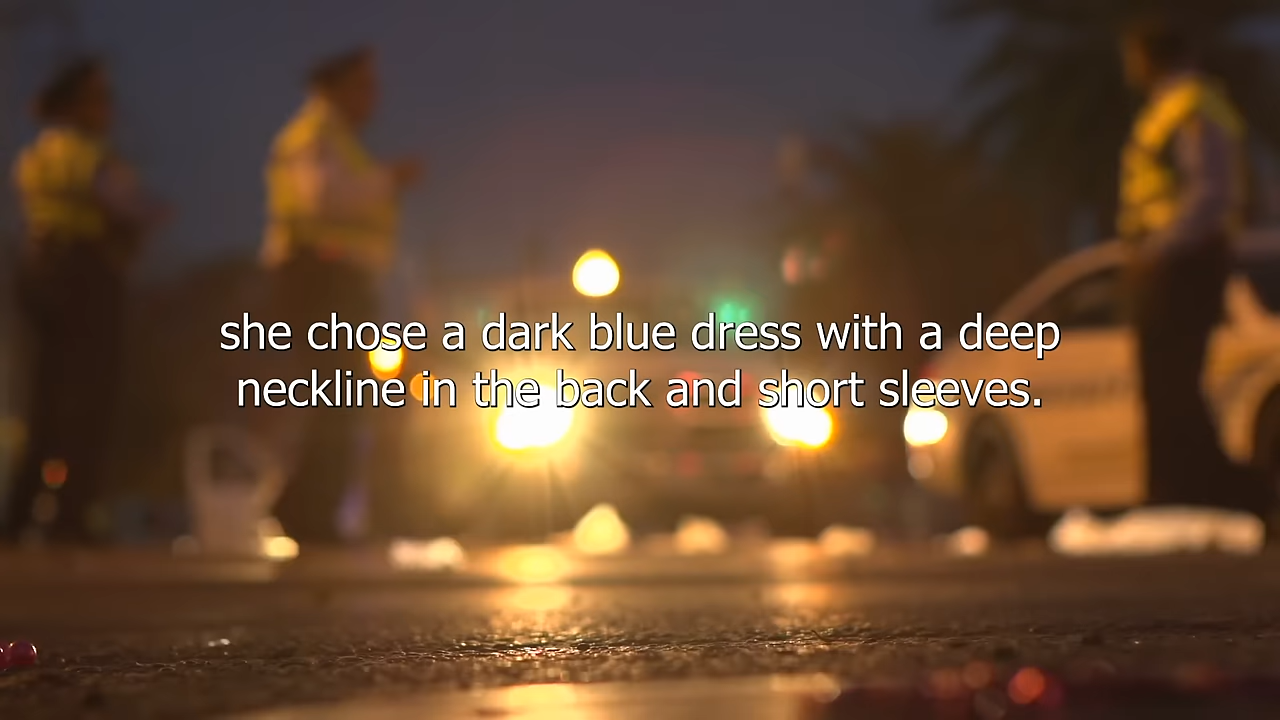 she chose a dark blue dress with a deep
neckline in the back and short sleeves.